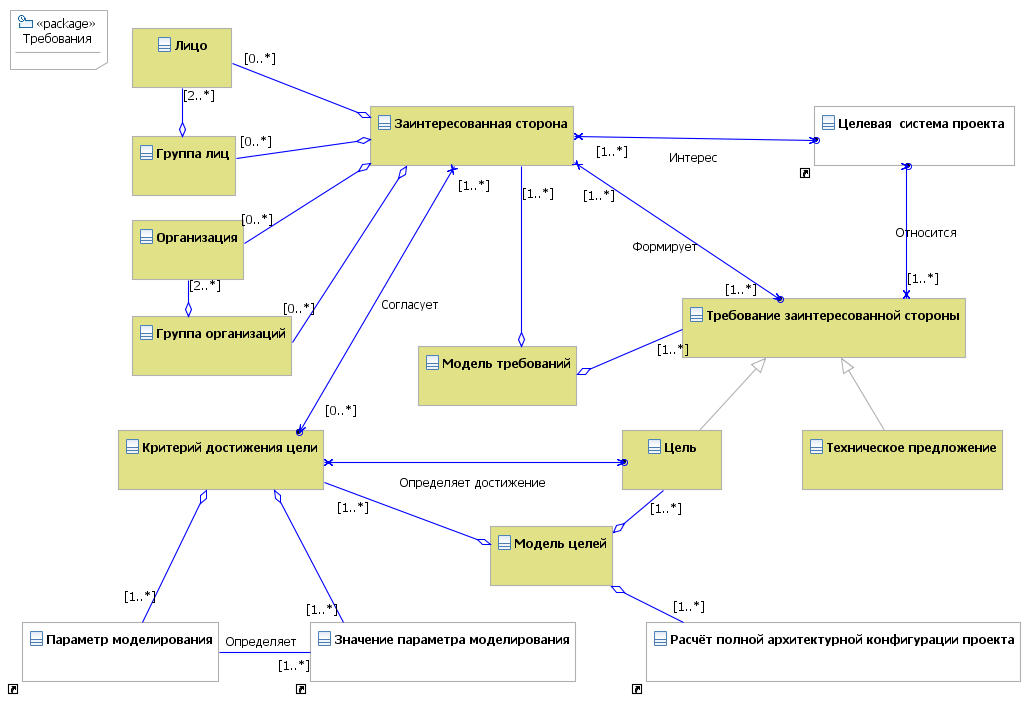 «package»
Требования
Лицо
[0..*]
[2..*]
Заинтересованная сторона
Целевая система проекта
[0..*]
Группа лиц
[1..*]
Интерес
[1..*]
[1..*]
[1..*]
[0..*]
Организация
Относится
Формирует
[2..*]
[1..*]
[1..*]
[0..*]
Согласует
Требование заинтересованной стороны
Группа организаций
[1..*]
Модель требований
[0..*]
Критерий достижения цели
Цель
Техническое предложение
Определяет достижение
[1..*]
[1..*]
Модель целей
[1..*]
[1..*]
[1..*]
Параметр моделирования
Определяет
Значение параметра моделирования
Расчёт полной архитектурной конфигурации проекта
[1..*]